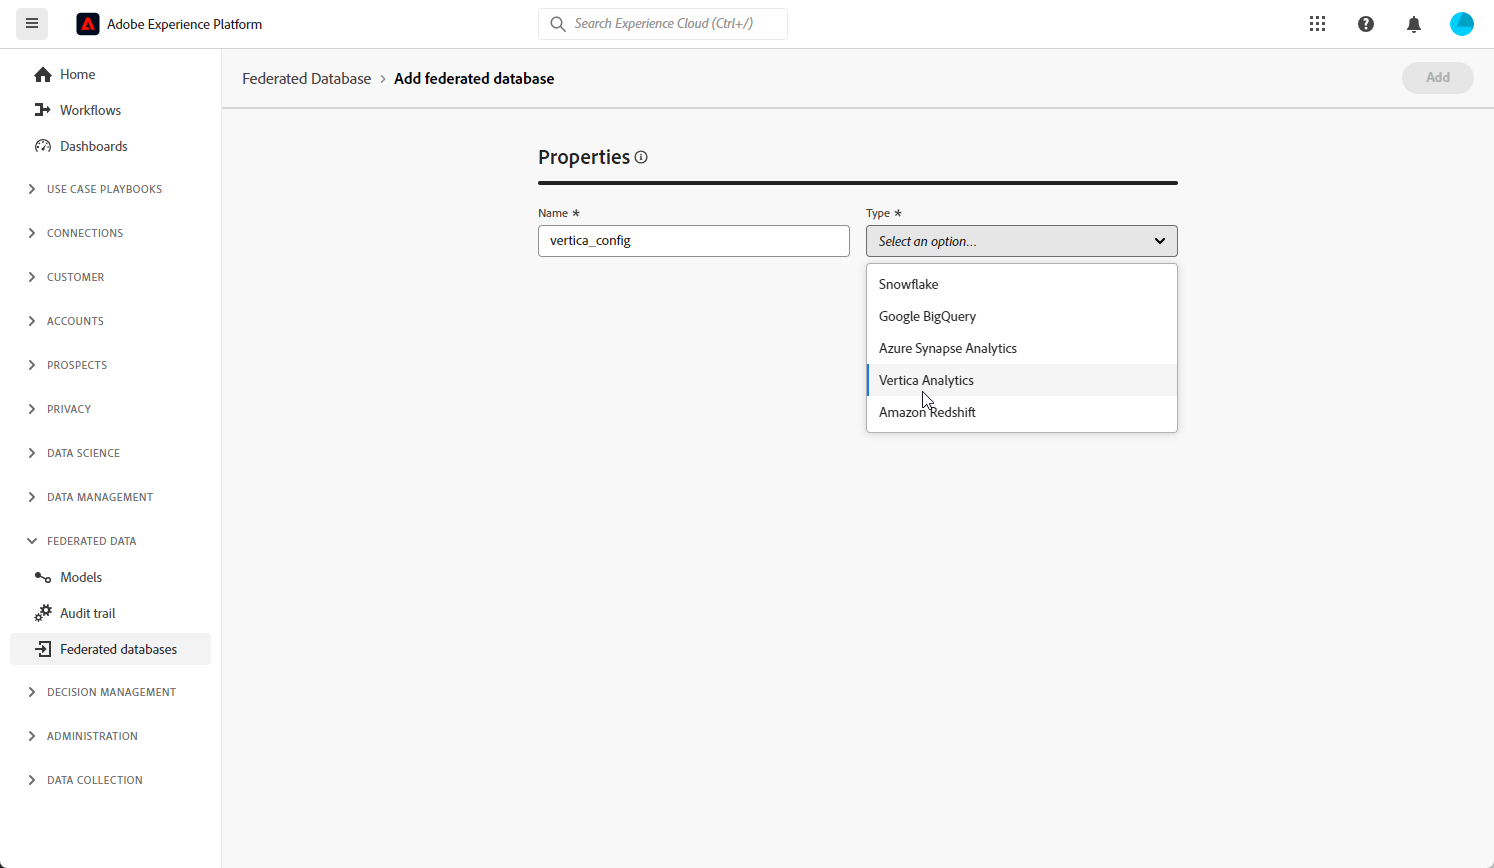 Adobe Experience Platform
Search Experience Cloud (Ctrl+/)
Home
Workflows
Dashboards
USE CASE PLAYBOOKS
CONNECTIONS
CUSTOMER
ACCOUNTS
PROSPECTS
PRIVACY
DATA SCIENCE
DATA MANAGEMENT
FEDERATED DATA
Models
Audit trail
Federated databases
DECISION MANAGEMENT
ADMINISTRATION
DATA COLLECTION
Federated Database > Add federated database
Add
Properties
Name *
vertica_config
Type *
Select an option...
Snowflake
Google BigQuery
Azure Synapse Analytics
Vertica Analytics
Amazon Redshift